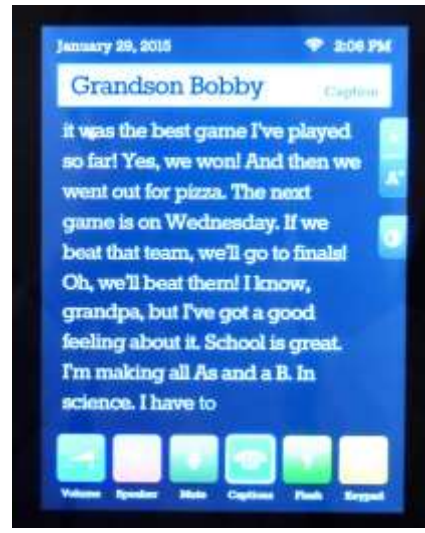 January 29, 2015 2:06 PM
Grandson Bobby Caption
it was the best game I've played
so far! Yes, we won! And then we
went out for pizza. The next
game is on Wednesday. If we
beat that team, we'll go to finals!
Oh, we'll beat them! I know,
grandpa, but I've got a good
feeling about it. School is great.
I'm making all As and a B. In
science. I have to
Volume Speaker Mute Captions Flash Keypad